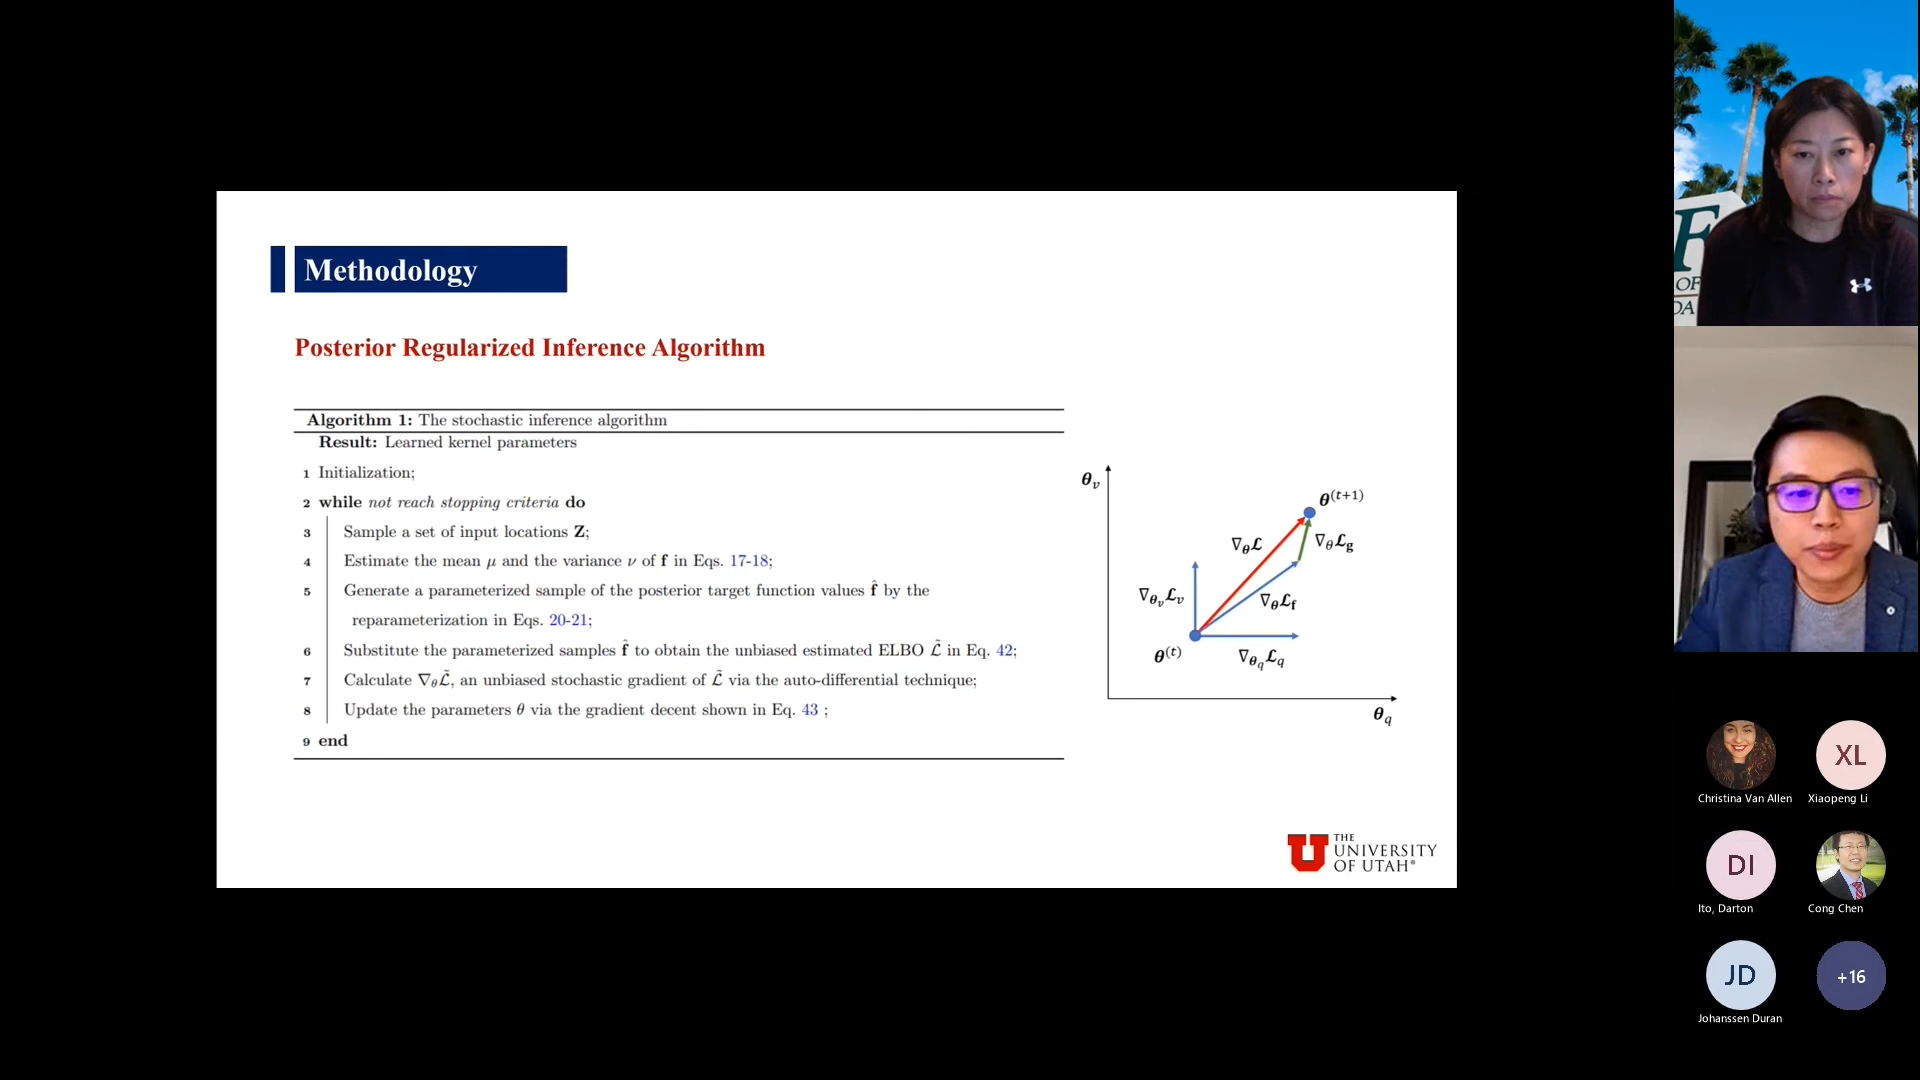 Methodology
Posterior Regularized Inference Algorithm
Algorithm 1: The stochastic inference algorithm
Result: Learned kernel parameters
1 Initialization;
2 while not reach stopping criteria do
3 Sample a set of input locations Z;
4 Estimate the mean μ and the variance ν of f in Eqs. 17-18;
5 Generate a parameterized sample of the posterior target function values f̂ by the
reparameterization in Eqs. 20-21;
6 Substitute the parameterized samples f̂ to obtain the unbiased estimated ELBO ℒ̃ in Eq. 42;
7 Calculate ∇θℒ̃, an unbiased stochastic gradient of ℒ̃ via the auto-differential technique;
8 Update the parameters θ via the gradient decent shown in Eq. 43 ;
9 end
θv
θ(t+1)
∇θℒ
∇θℒg
∇θvℒv
∇θℒf
θ(t)
∇θqℒq
θq
THE
UNIVERSITY
OF UTAH®
F
OF
DA
XL
Christina Van Allen
Xiaopeng Li
DI
Ito, Darton
Cong Chen
JD
+16
Johanssen Duran